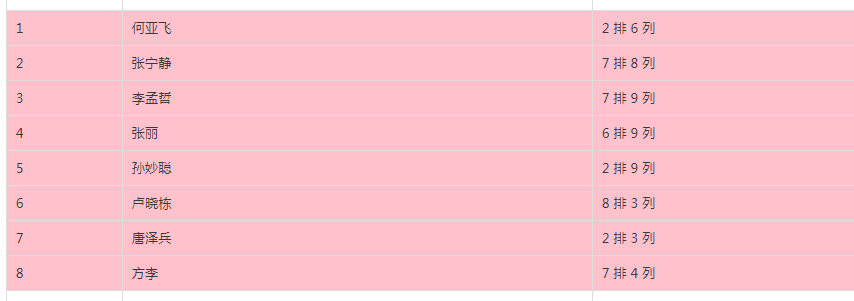 1 何亚飞 2 排 6 列
2 张宁静 7 排 8 列
3 李孟哲 7 排 9 列
4 张丽 6 排 9 列
5 孙妙聪 2 排 9 列
6 卢晓栋 8 排 3 列
7 唐泽兵 2 排 3 列
8 方李 7 排 4 列